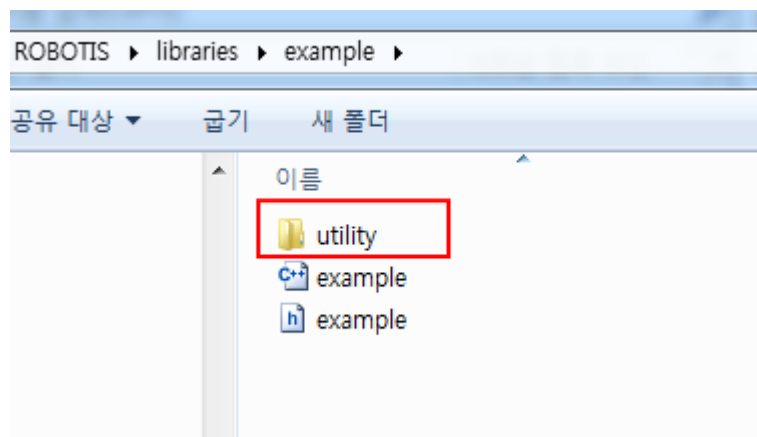 ROBOTIS ▸ libraries ▸ example ▸
공유 대상 ▼ 굽기 새 폴더
이름
utility
C++ example
h example